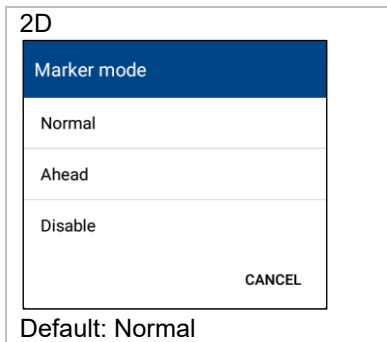 2D
Marker mode
Normal
Ahead
Disable
CANCEL
Default: Normal